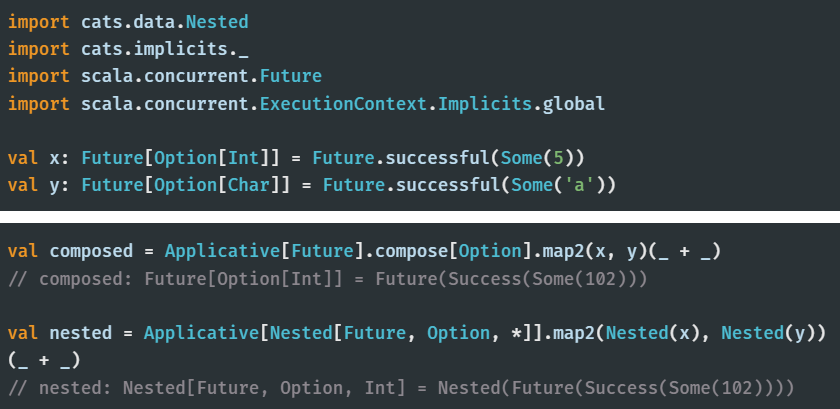 import cats.data.Nested
import cats.implicits._
import scala.concurrent.Future
import scala.concurrent.ExecutionContext.Implicits.global
val x: Future[Option[Int]] = Future.successful(Some(5))
val y: Future[Option[Char]] = Future.successful(Some('a'))
val composed = Applicative[Future].compose[Option].map2(x, y)(_ + _)
// composed: Future[Option[Int]] = Future(Success(Some(102)))
val nested = Applicative[Nested[Future, Option, *]].map2(Nested(x), Nested(y))
(_ + _)
// nested: Nested[Future, Option, Int] = Nested(Future(Success(Some(102))))